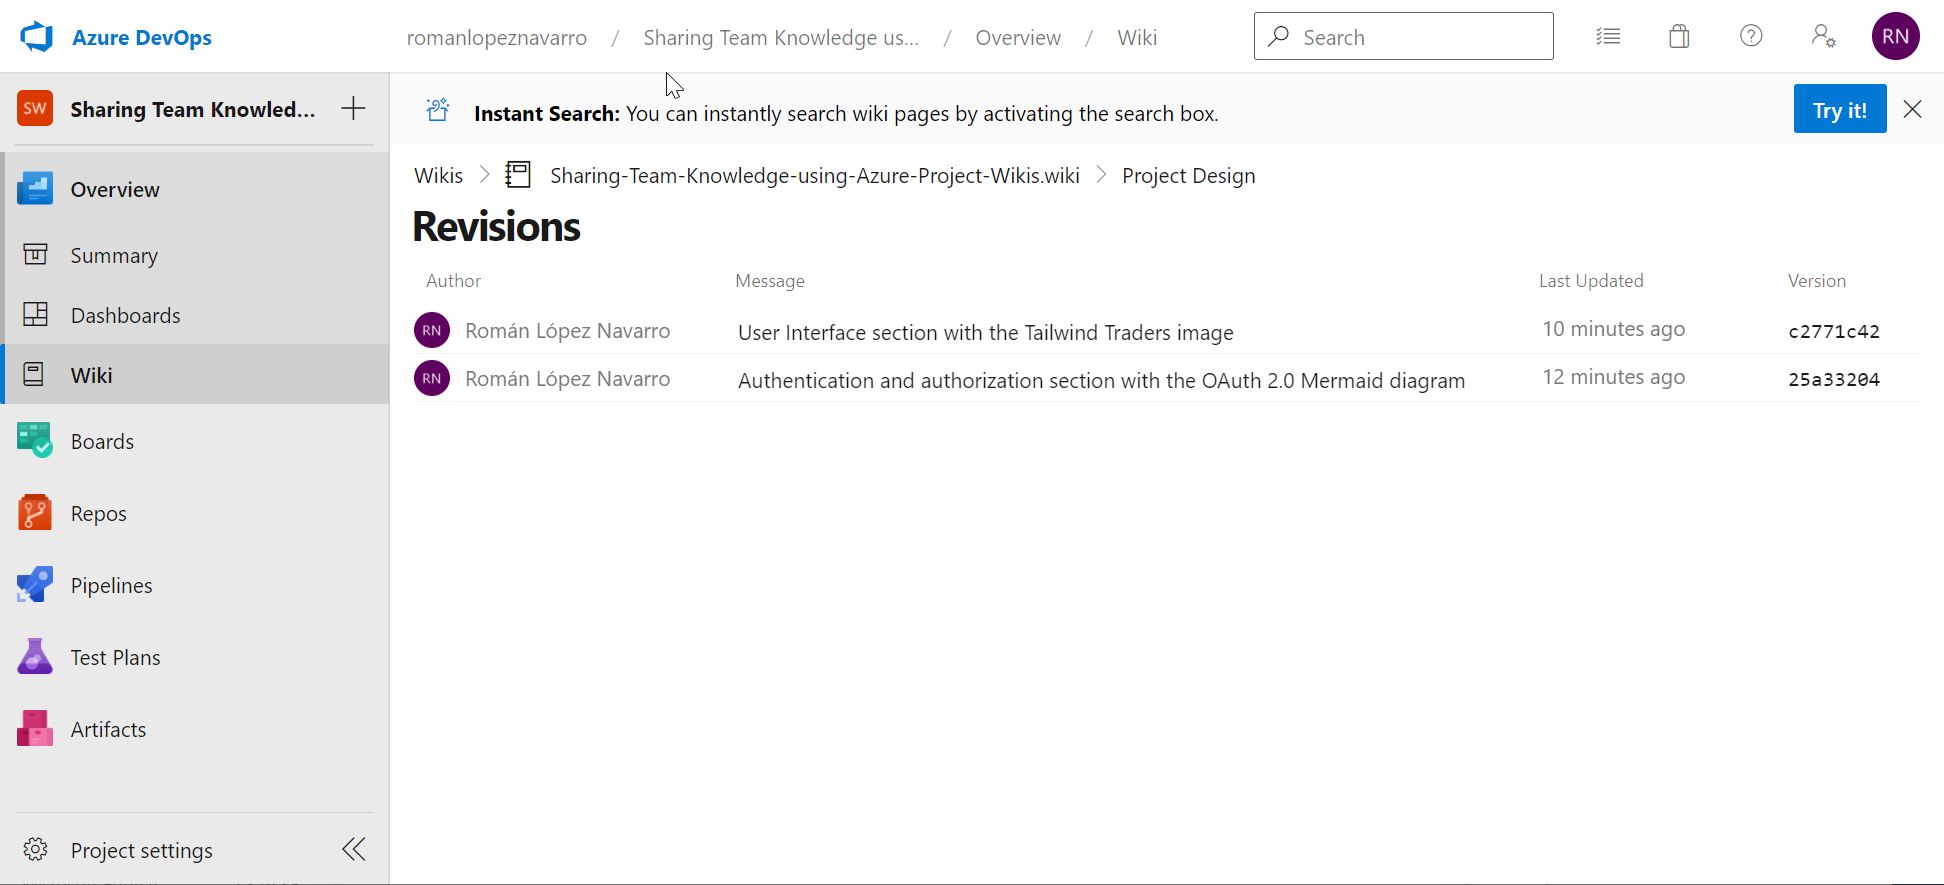 Azure DevOps romanlopeznavarro / Sharing Team Knowledge us... / Overview / Wiki Search RN
SW Sharing Team Knowled...
Instant Search: You can instantly search wiki pages by activating the search box. Try it!
Wikis > Sharing-Team-Knowledge-using-Azure-Project-Wikis.wiki > Project Design
Revisions
Author Message Last Updated Version
RN Román López Navarro User Interface section with the Tailwind Traders image 10 minutes ago c2771c42
RN Román López Navarro Authentication and authorization section with the OAuth 2.0 Mermaid diagram 12 minutes ago 25a33204
Overview
Summary
Dashboards
Wiki
Boards
Repos
Pipelines
Test Plans
Artifacts
Project settings